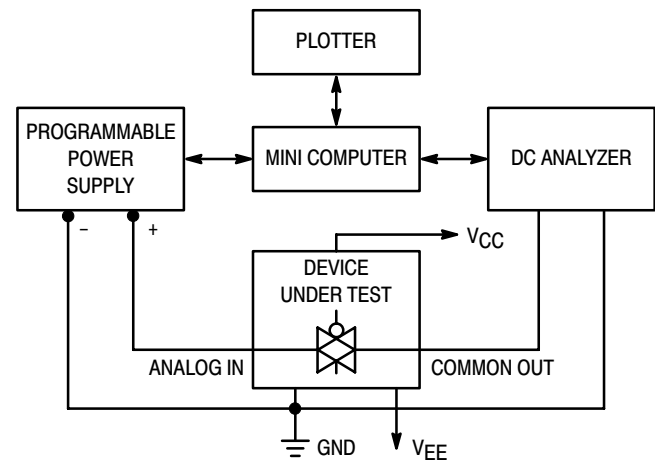 PLOTTER
PROGRAMMABLE
POWER
SUPPLY
MINI COMPUTER
DC ANALYZER
– +
VCC
DEVICE
UNDER TEST
ANALOG IN
COMMON OUT
GND
VEE